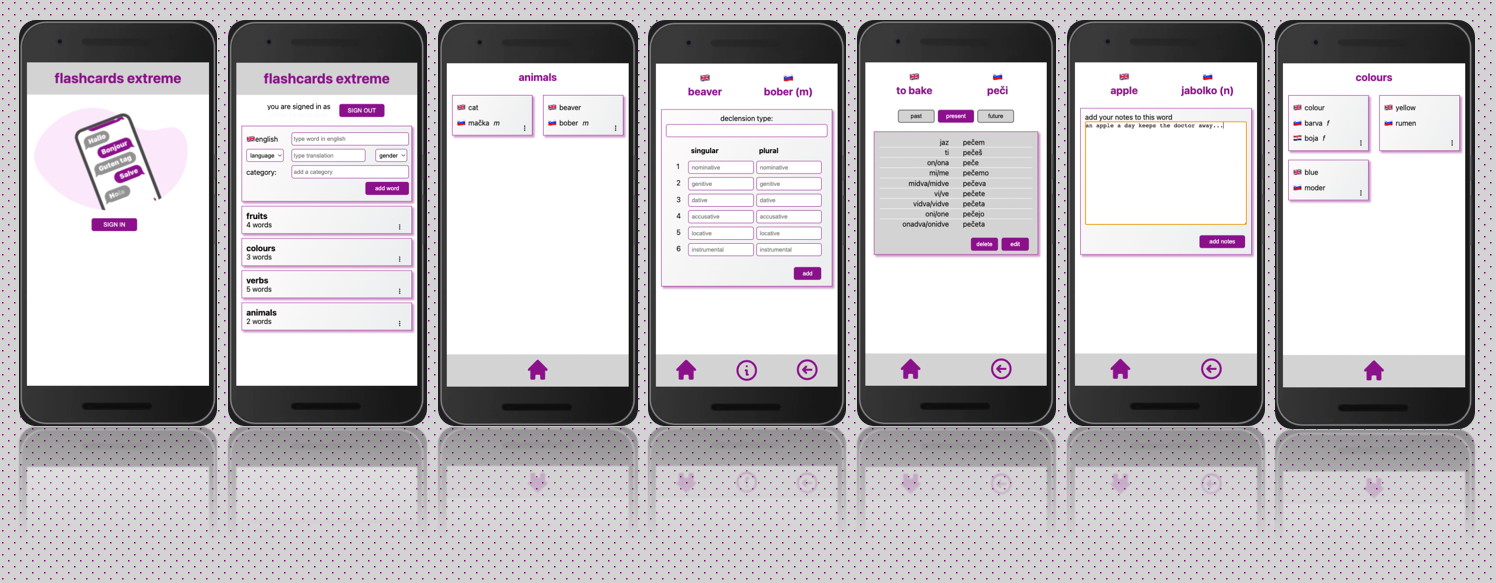 flashcards extreme
Hallo
Bonjour
Guten tag
Salve
SIGN IN
flashcards extreme
you are signed in as
SIGN OUT
english
type word in english
language
type translation
gender
category:
add a category
add word
fruits
4 words
colours
3 words
verbs
5 words
animals
2 words
animals
cat
mačka m
beaver
bober m
beaver
bober (m)
declension type:
singular plural
1 nominative nominative
2 genitive genitive
3 dative dative
4 accusative accusative
5 locative locative
6 instrumental instrumental
add
to bake
peči
past present future
jaz pečem
ti pečeš
on/ona peče
mi/me pečemo
midva/midve pečeva
vi/ve pečete
vidva/vidve pečeta
oni/one pečejo
onadva/onidve pečeta
delete edit
apple
jabolko (n)
add your notes to this word
an apple a day keeps the doctor away...
add notes
colours
colour
barva f
boja f
yellow
rumen
blue
moder